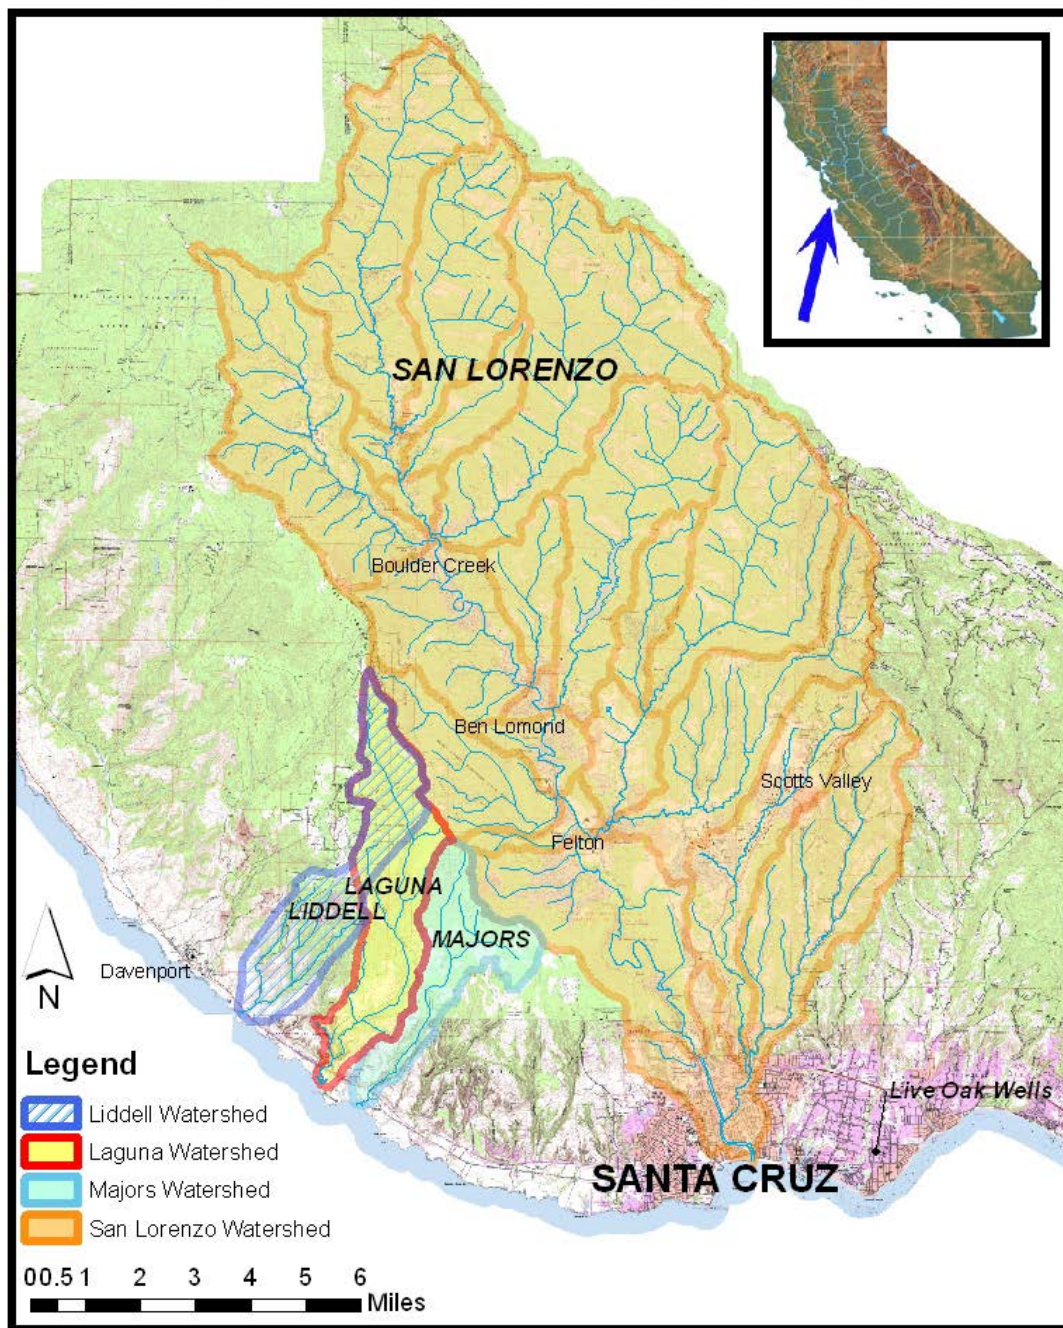 SAN LORENZO
Boulder Creek
Ben Lomond
Scotts Valley
Felton
LAGUNA
LIDDELL
MAJORS
Davenport
N
Live Oak Wells
SANTA CRUZ
Legend
Liddell Watershed
Laguna Watershed
Majors Watershed
San Lorenzo Watershed
0 0.5 1 2 3 4 5 6
Miles